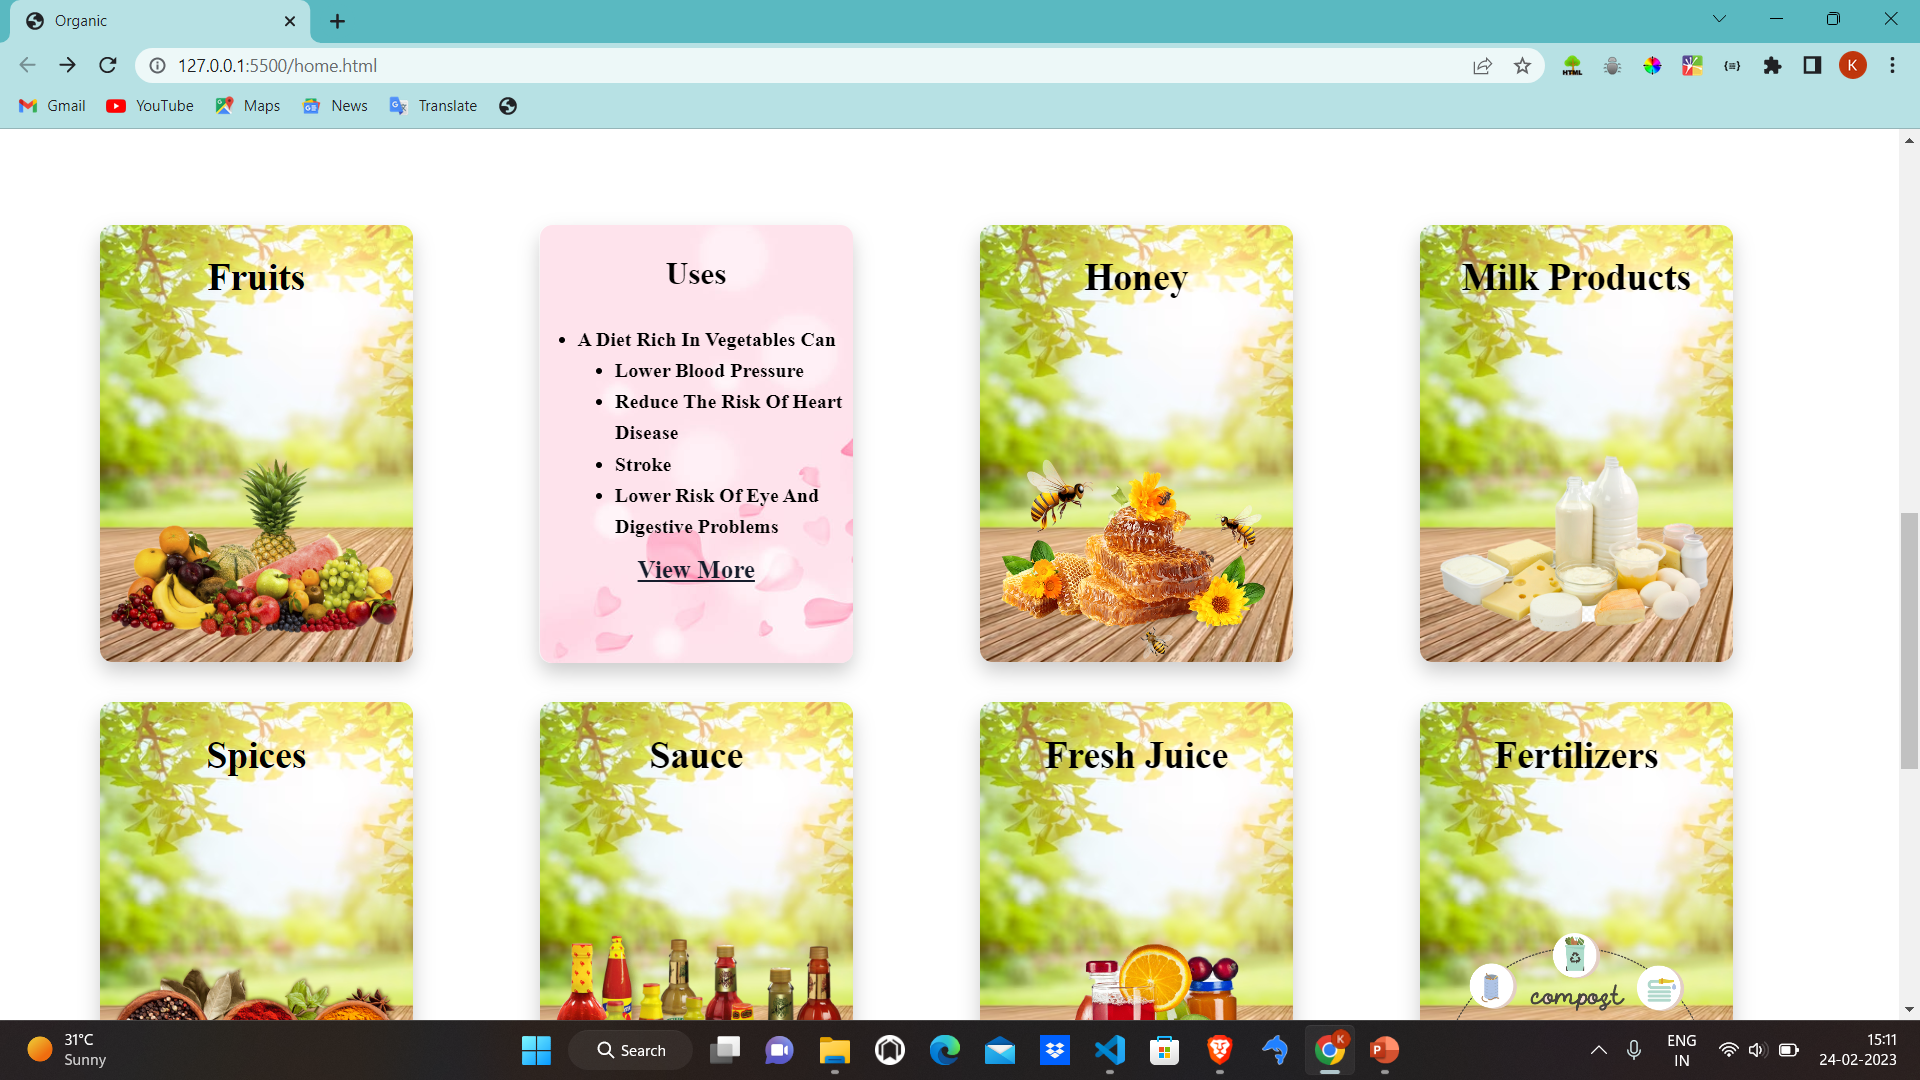 Organic
127.0.0.1:5500/home.html
HTML
K
Gmail
YouTube
Maps
News
Translate
Fruits
Uses
• A Diet Rich In Vegetables Can
• Lower Blood Pressure
• Reduce The Risk Of Heart
Disease
• Stroke
• Lower Risk Of Eye And
Digestive Problems
View More
Honey
Milk Products
Spices
Sauce
Fresh Juice
Fertilizers
compost
31°C
Sunny
Search
K
ENG
IN
15:11
24-02-2023